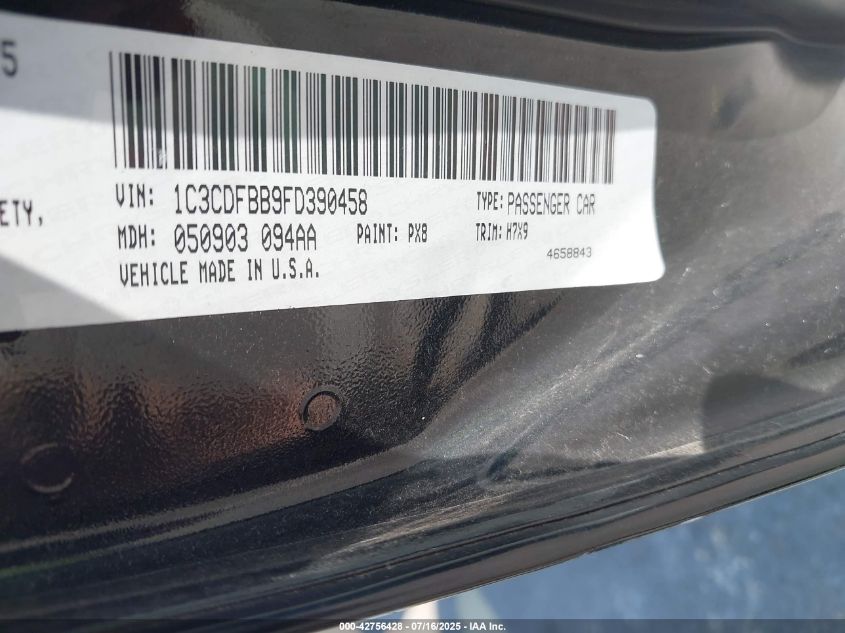 5
ETY,
VIN: 1C3CDFBB9FD390458 TYPE: PASSENGER CAR
MDH: 050903 094AA PAINT: PX8 TRIM: H7X9
VEHICLE MADE IN U.S.A. 4658843
000-42756428 - 07/16/2025 - IAA Inc.